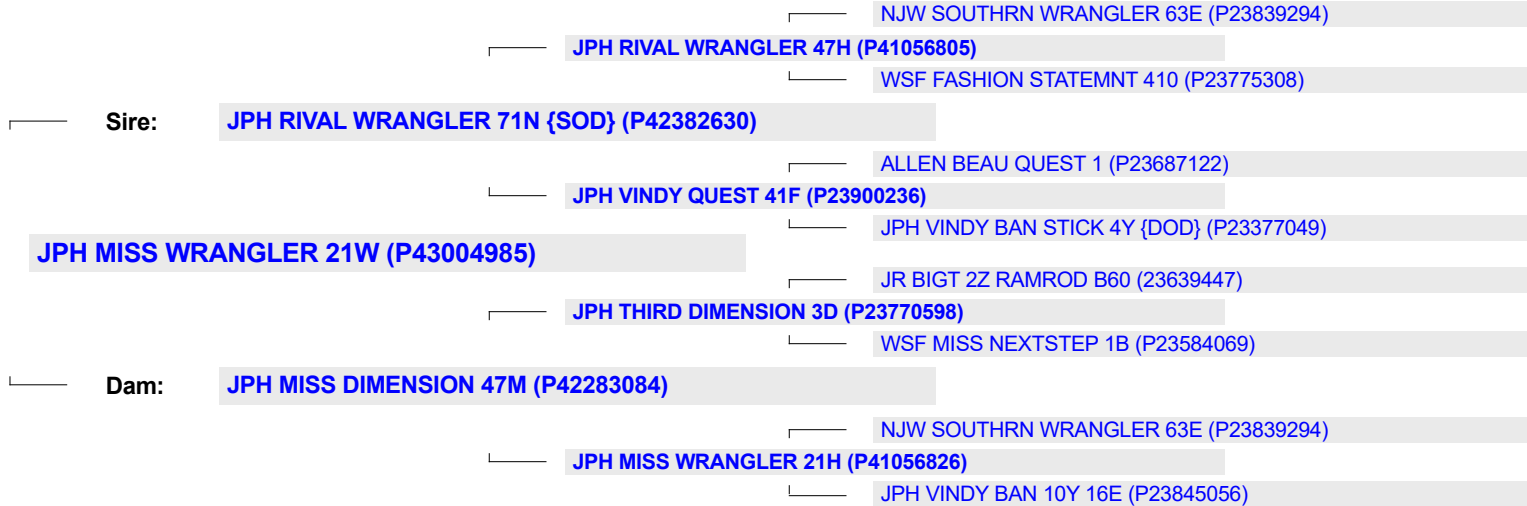 NJW SOUTHRN WRANGLER 63E (P23839294)
JPH RIVAL WRANGLER 47H (P41056805)
WSF FASHION STATEMNT 410 (P23775308)
Sire: JPH RIVAL WRANGLER 71N {SOD} (P42382630)
ALLEN BEAU QUEST 1 (P23687122)
JPH VINDY QUEST 41F (P23900236)
JPH VINDY BAN STICK 4Y {DOD} (P23377049)
JPH MISS WRANGLER 21W (P43004985)
JR BIGT 2Z RAMROD B60 (23639447)
JPH THIRD DIMENSION 3D (P23770598)
WSF MISS NEXTSTEP 1B (P23584069)
Dam: JPH MISS DIMENSION 47M (P42283084)
NJW SOUTHRN WRANGLER 63E (P23839294)
JPH MISS WRANGLER 21H (P41056826)
JPH VINDY BAN 10Y 16E (P23845056)